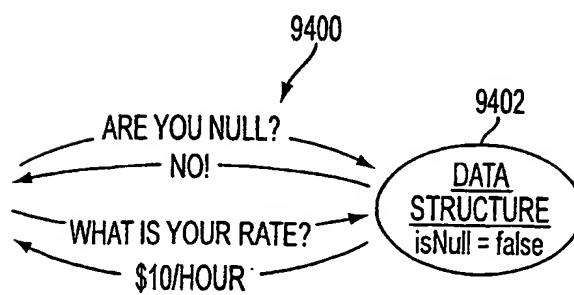 9400
9402
ARE YOU NULL?
NO!
WHAT IS YOUR RATE?
$10/HOUR
DATA
STRUCTURE
isNull = false